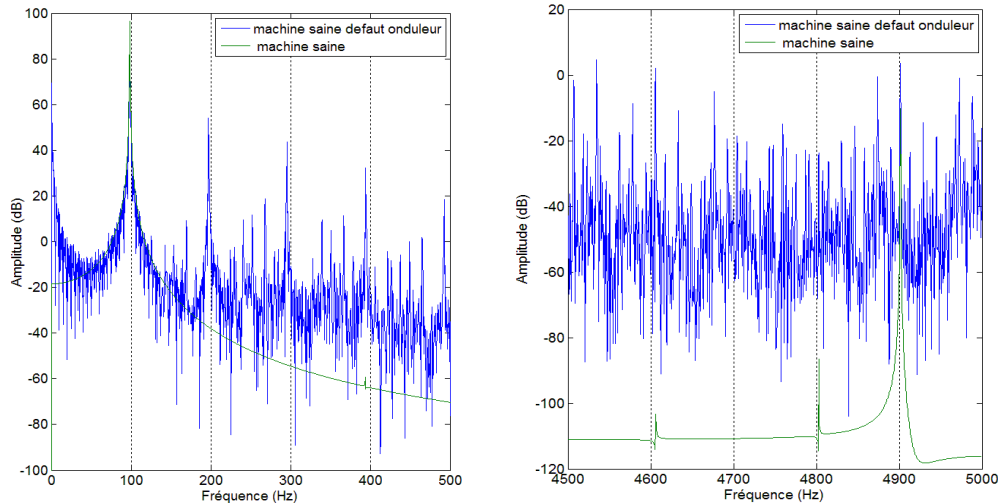 machine saine defaut onduleur
machine saine
100
80
60
40
20
0
-20
-40
-60
-80
-100
0 100 200 300 400 500
Amplitude (dB)
Fréquence (Hz)
machine saine defaut onduleur
machine saine
20
0
-20
-40
-60
-80
-100
-120
4500 4600 4700 4800 4900 5000
Amplitude (dB)
Fréquence (Hz)